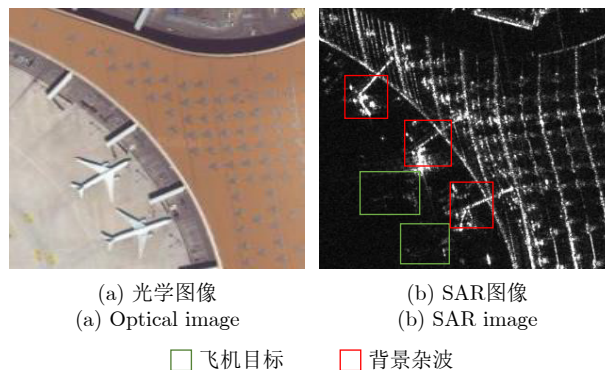 (a) 光学图像
(a) Optical image
(b) SAR图像
(b) SAR image
飞机目标
背景杂波